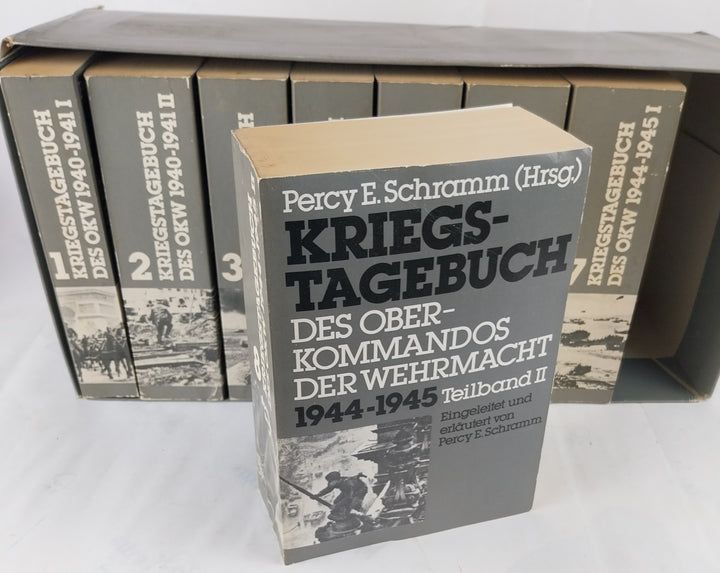 1
KRIEGSTAGEBUCH
DES OKW 1940-1941 I
2
KRIEGSTAGEBUCH
DES OKW 1940-1941 II
3
7
KRIEGSTAGEBUCH
DES OKW 1944-1945 I
Percy E. Schramm (Hrsg.)
KRIEGS-
TAGEBUCH
DES OBER-
KOMMANDOS
DER WEHRMACHT
1944-1945 Teilband II
Eingeleitet und
erläutert von
Percy E. Schramm
8